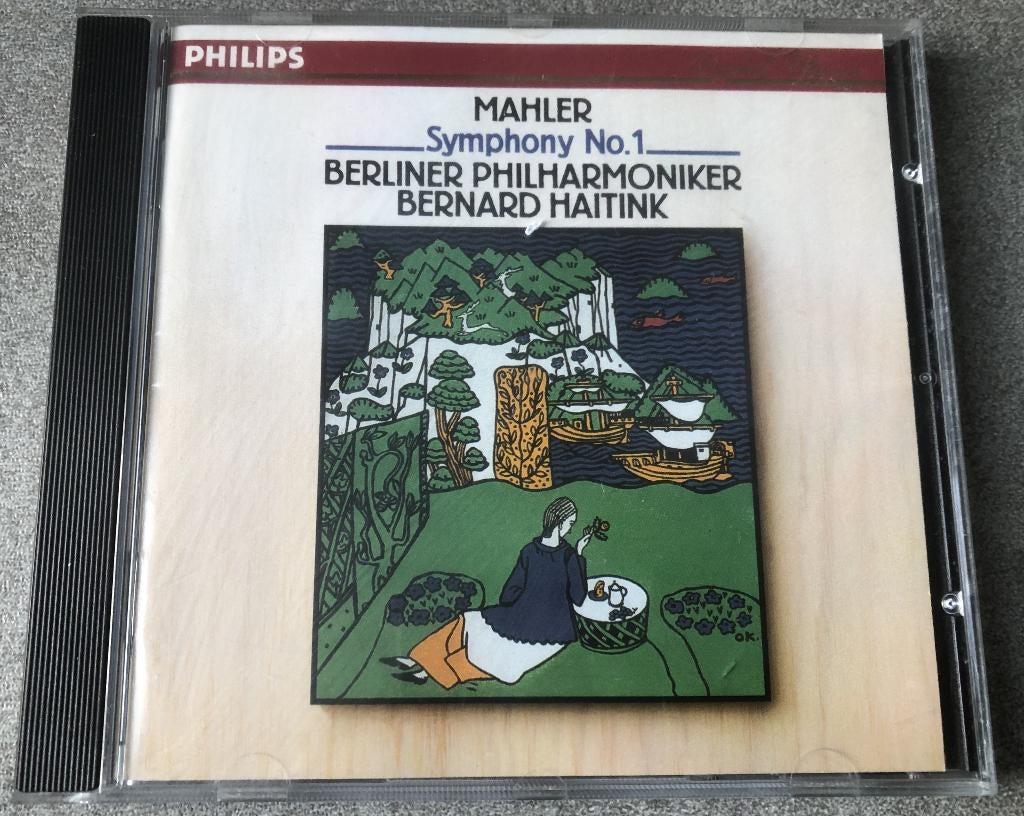 PHILIPS
MAHLER
Symphony No.1
BERLINER PHILHARMONIKER
BERNARD HAITINK
OK.